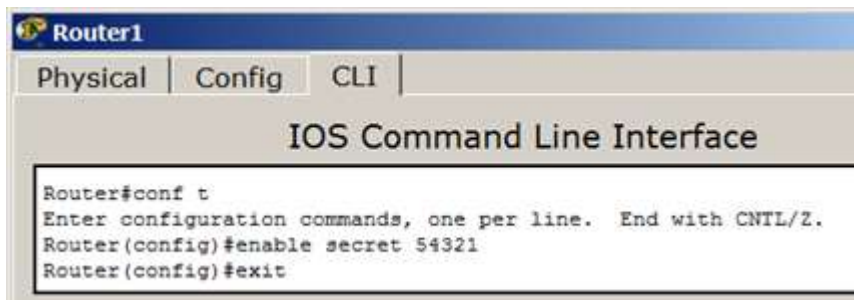 Router1
Physical Config CLI
IOS Command Line Interface
Router#conf t
Enter configuration commands, one per line.  End with CNTL/Z.
Router(config)#enable secret 54321
Router(config)#exit